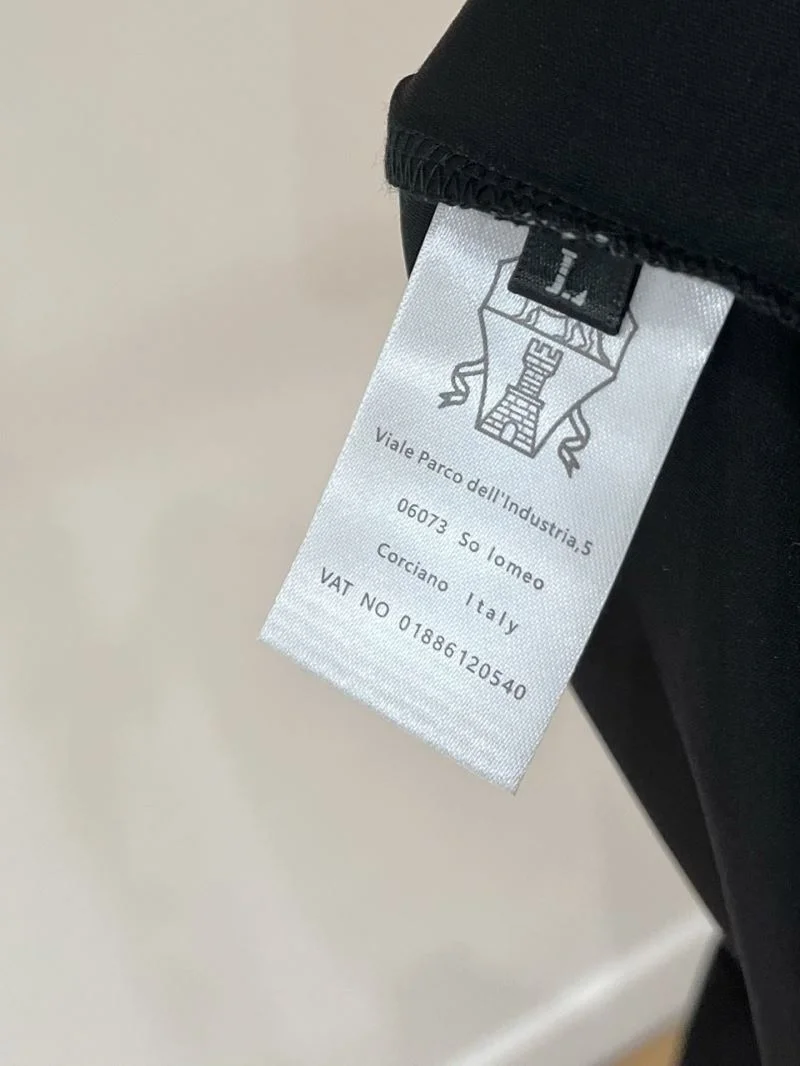 L
Viale Parco dell'Industria,5
06073 So lomeo
Corciano Italy
VAT NO 01886120540